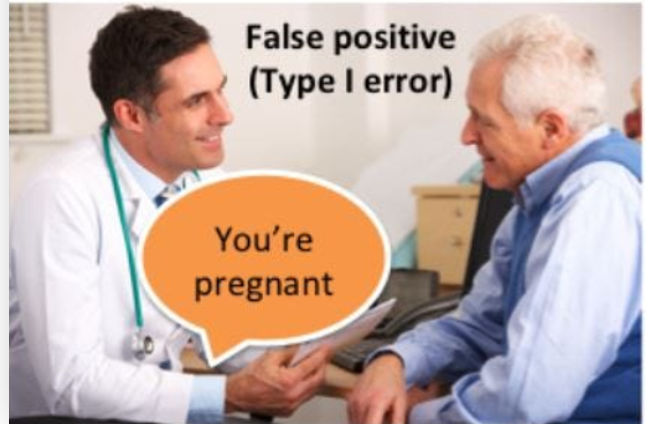 False positive
(Type I error)
You're
pregnant